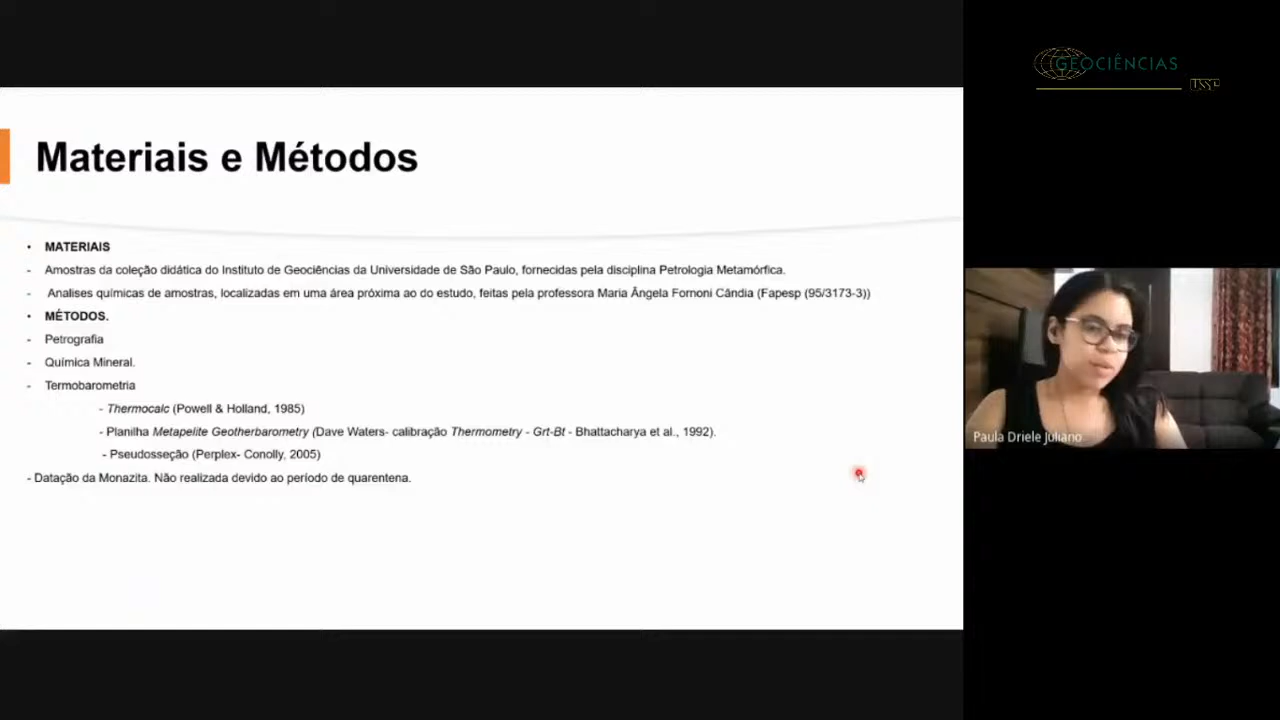 GEOCIÊNCIAS
USP
Materiais e Métodos
• MATERIAIS
- Amostras da coleção didática do Instituto de Geociências da Universidade de São Paulo, fornecidas pela disciplina Petrologia Metamórfica.
- Analises químicas de amostras, localizadas em uma área próxima ao do estudo, feitas pela professora Maria Ângela Fornoni Cândia (Fapesp (95/3173-3))
• MÉTODOS.
- Petrografia
- Química Mineral.
- Termobarometria
- Thermocalc (Powell & Holland, 1985)
- Planilha Metapelite Geotherbarometry (Dave Waters- calibração Thermometry - Grt-Bt - Bhattacharya et al., 1992).
- Pseudosseção (Perplex- Conolly, 2005)
- Datação da Monazita. Não realizada devido ao período de quarentena.
Paula Driele Juliano